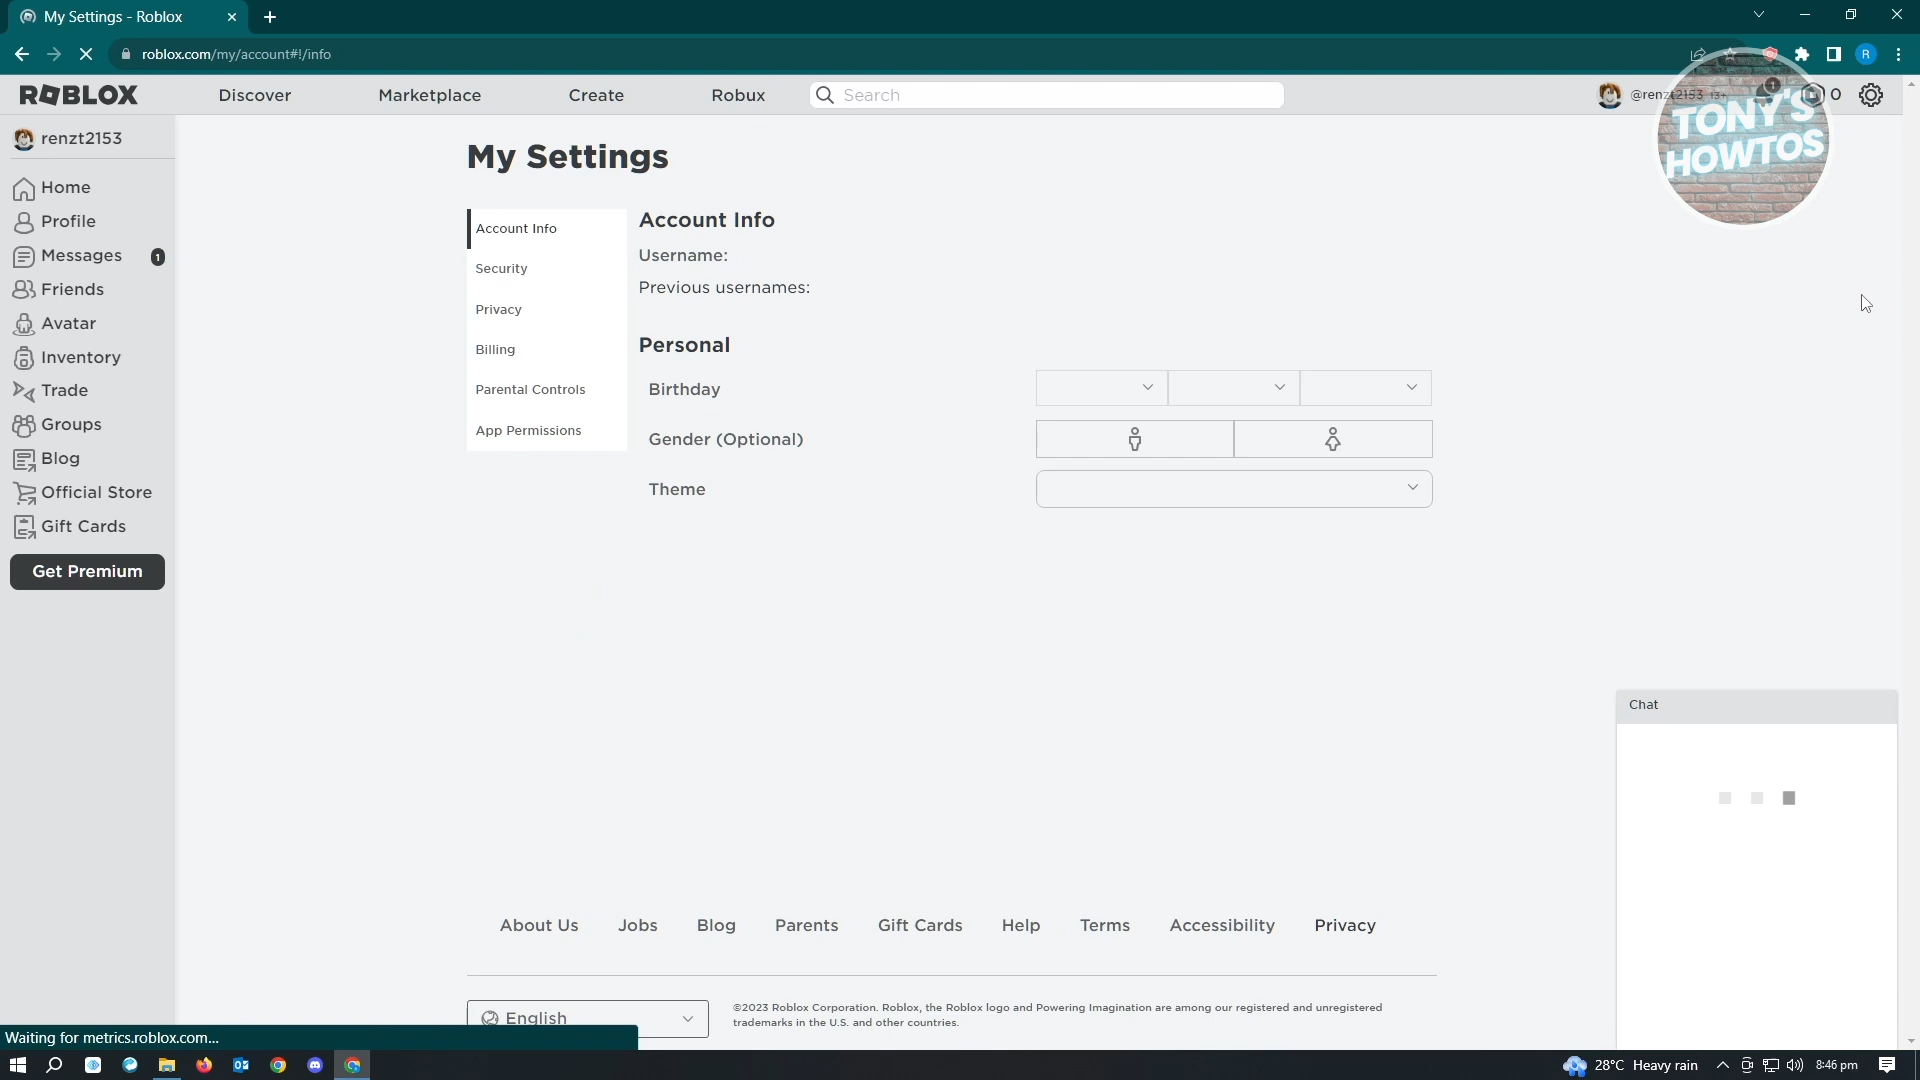 My Settings - Roblox
roblox.com/my/account#!/info
R
ROBLOX
Discover
Marketplace
Create
Robux
Search
@renzt2153 13+
1
0
TONY'S
HOWTOS
renzt2153
Home
Profile
Messages 1
Friends
Avatar
Inventory
Trade
Groups
Blog
Official Store
Gift Cards
Get Premium
My Settings
Account Info
Security
Privacy
Billing
Parental Controls
App Permissions
Account Info
Username:
Previous usernames:
Personal
Birthday
Gender (Optional)
Theme
Chat
About Us
Jobs
Blog
Parents
Gift Cards
Help
Terms
Accessibility
Privacy
English
©2023 Roblox Corporation. Roblox, the Roblox logo and Powering Imagination are among our registered and unregistered
trademarks in the U.S. and other countries.
Waiting for metrics.roblox.com...
28°C Heavy rain
8:46 pm